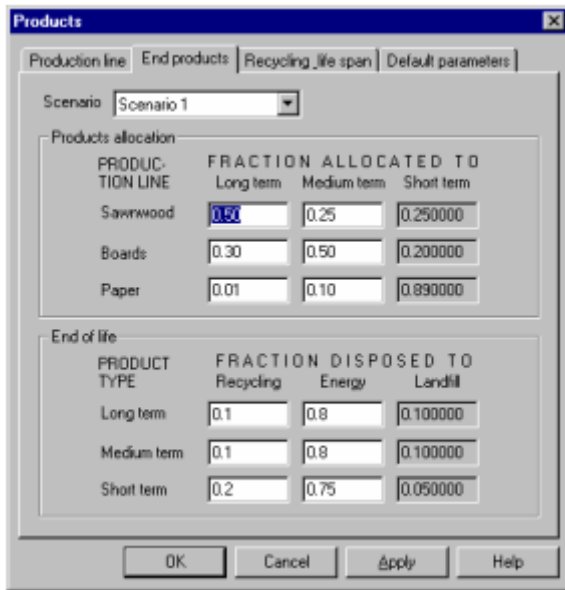 Products
Production line End products Recycling_life span Default parameters
Scenario Scenario 1
Products allocation
PRODUC- FRACTION ALLOCATED TO
TION LINE Long term Medium term Short term
Sawnwood 0.50 0.25 0.250000
Boards 0.30 0.50 0.200000
Paper 0.01 0.10 0.890000
End of life
PRODUCT FRACTION DISPOSED TO
TYPE Recycling Energy Landfill
Long term 0.1 0.8 0.100000
Medium term 0.1 0.8 0.100000
Short term 0.2 0.75 0.050000
OK Cancel Apply Help